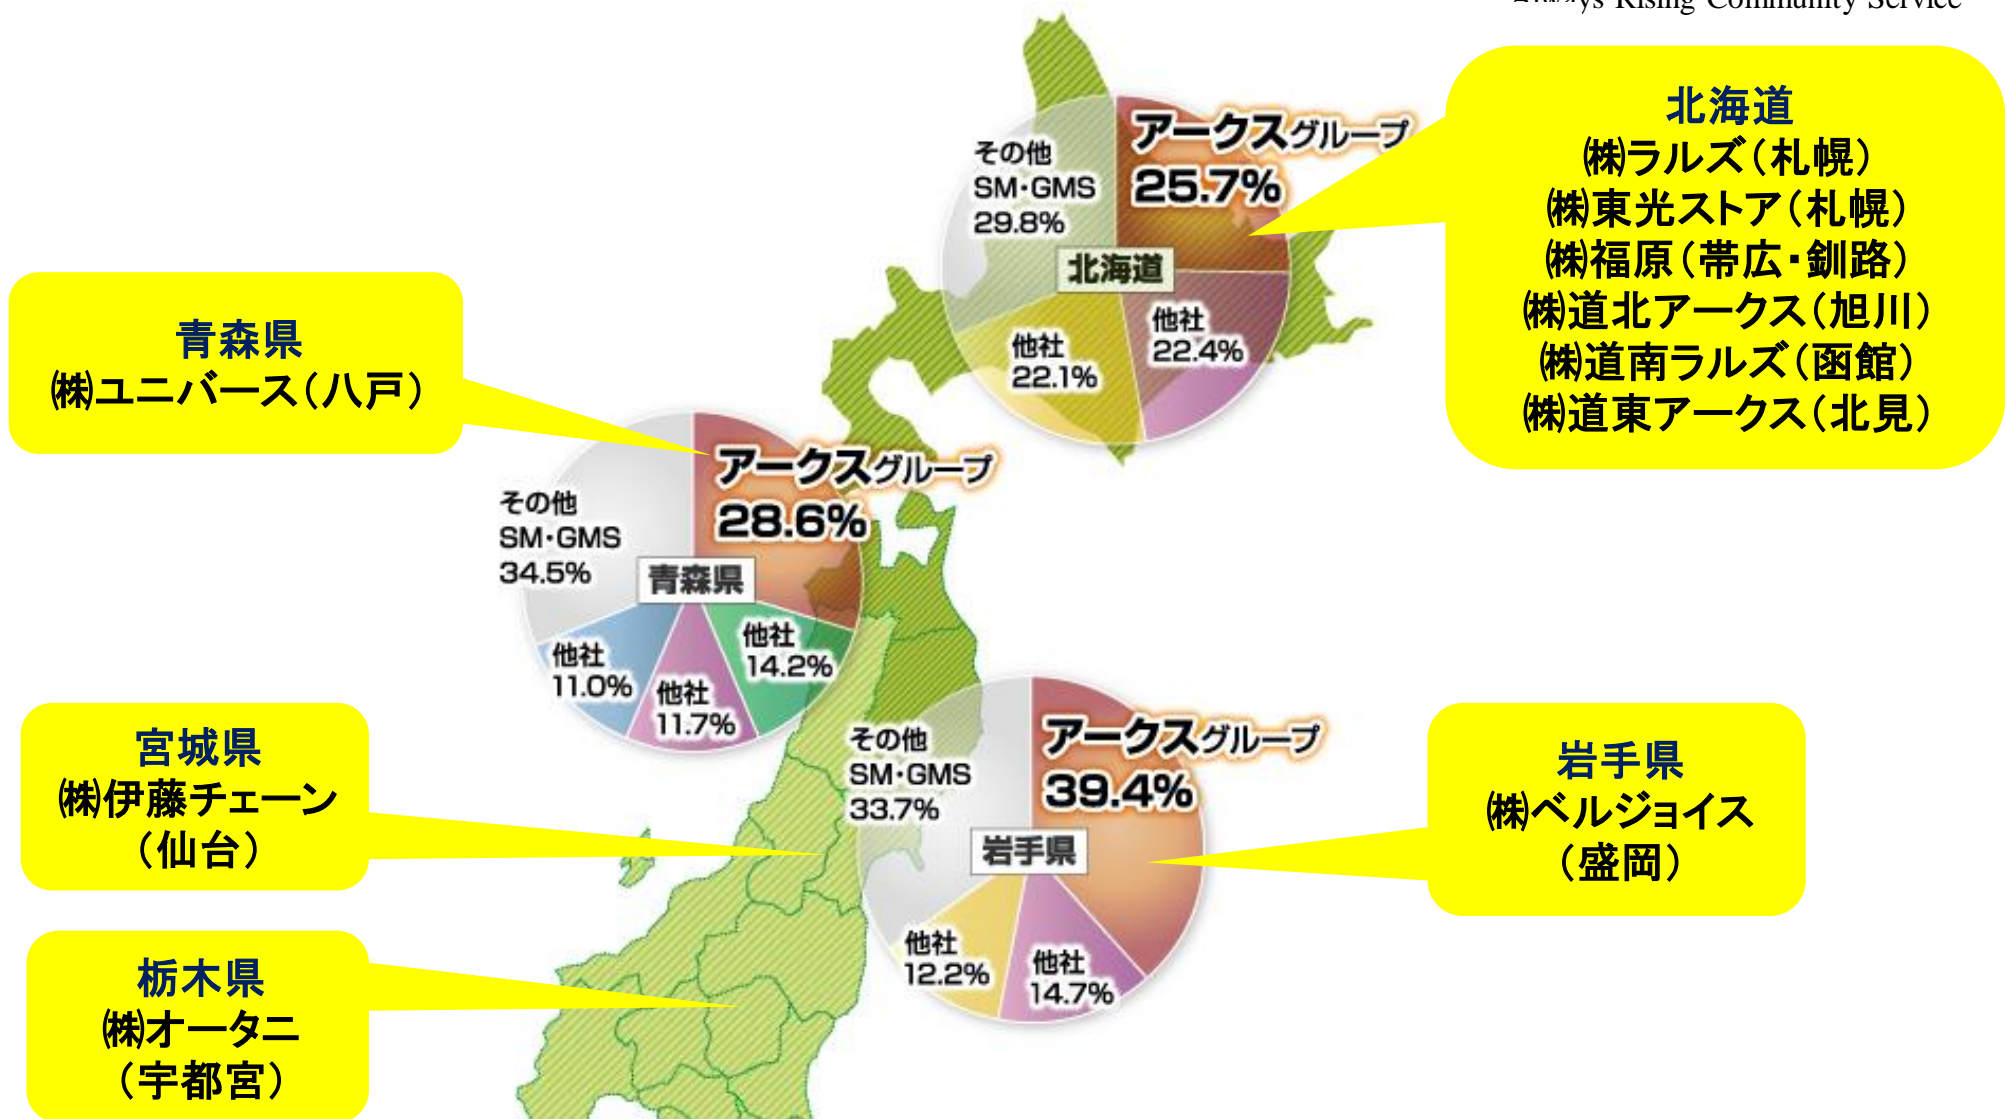 Rising Community Service
北海道
㈱ラルズ（札幌）
㈱東光ストア（札幌）
㈱福原（帯広・釧路）
㈱道北アークス（旭川）
㈱道南ラルズ（函館）
㈱道東アークス（北見）
アークスグループ
25.7%
その他
SM・GMS
29.8%
北海道
他社
22.4%
他社
22.1%
青森県
㈱ユニバース（八戸）
アークスグループ
28.6%
その他
SM・GMS
34.5%
青森県
他社
14.2%
他社
11.7%
他社
11.0%
宮城県
㈱伊藤チェーン
（仙台）
アークスグループ
39.4%
その他
SM・GMS
33.7%
岩手県
他社
14.7%
他社
12.2%
岩手県
㈱ベルジョイス
（盛岡）
栃木県
㈱オータニ
（宇都宮）